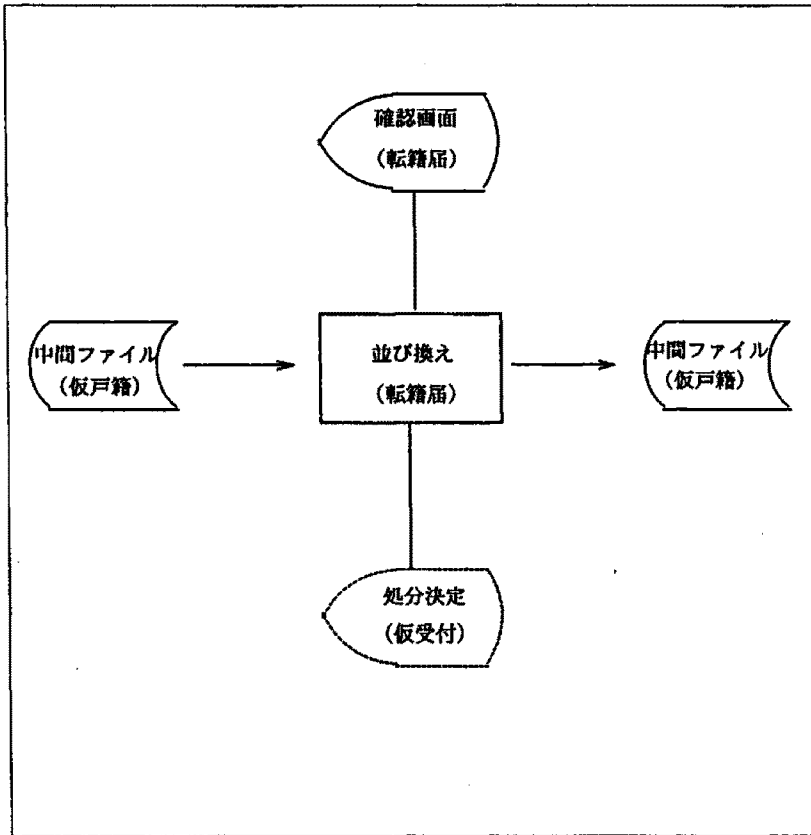 確認画面
(転籍届)
中間ファイル
(仮戸籍)
並び換え
(転籍届)
中間ファイル
(仮戸籍)
処分決定
(仮受付)